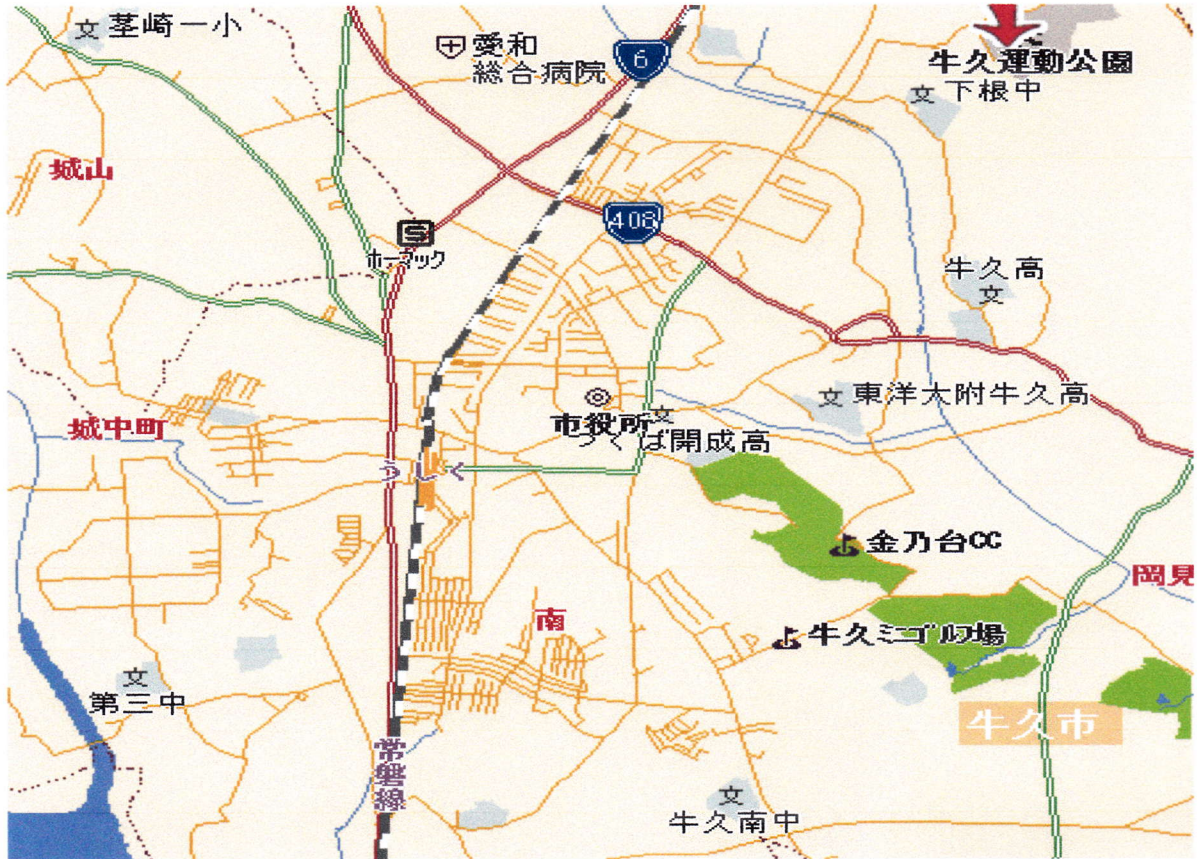 茎崎一小
愛和
総合病院
6
牛久運動公園
下根中
城山
408
S
ホーマック
牛久高
東洋大附牛久高
市役所
つくば開成高
城中町
うしく
金乃台CC
岡見
南
牛久ミニゴルフ場
第三中
牛久市
常磐線
牛久南中